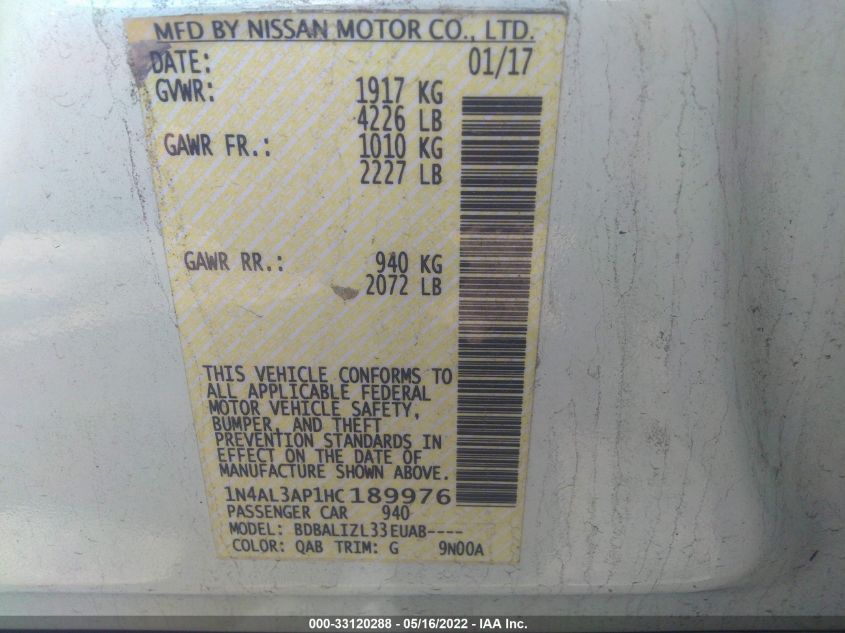 MFD BY NISSAN MOTOR CO., LTD.
DATE: 01/17
GVWR: 1917 KG
4226 LB
GAWR FR.: 1010 KG
2227 LB
GAWR RR.: 940 KG
2072 LB
THIS VEHICLE CONFORMS TO
ALL APPLICABLE FEDERAL
MOTOR VEHICLE SAFETY,
BUMPER, AND THEFT
PREVENTION STANDARDS IN
EFFECT ON THE DATE OF
MANUFACTURE SHOWN ABOVE.
1N4AL3AP1HC189976
PASSENGER CAR 940
MODEL: BDBALIZL33EUAB----
COLOR: QAB TRIM: G 9N00A
000-33120288 - 05/16/2022 - IAA Inc.